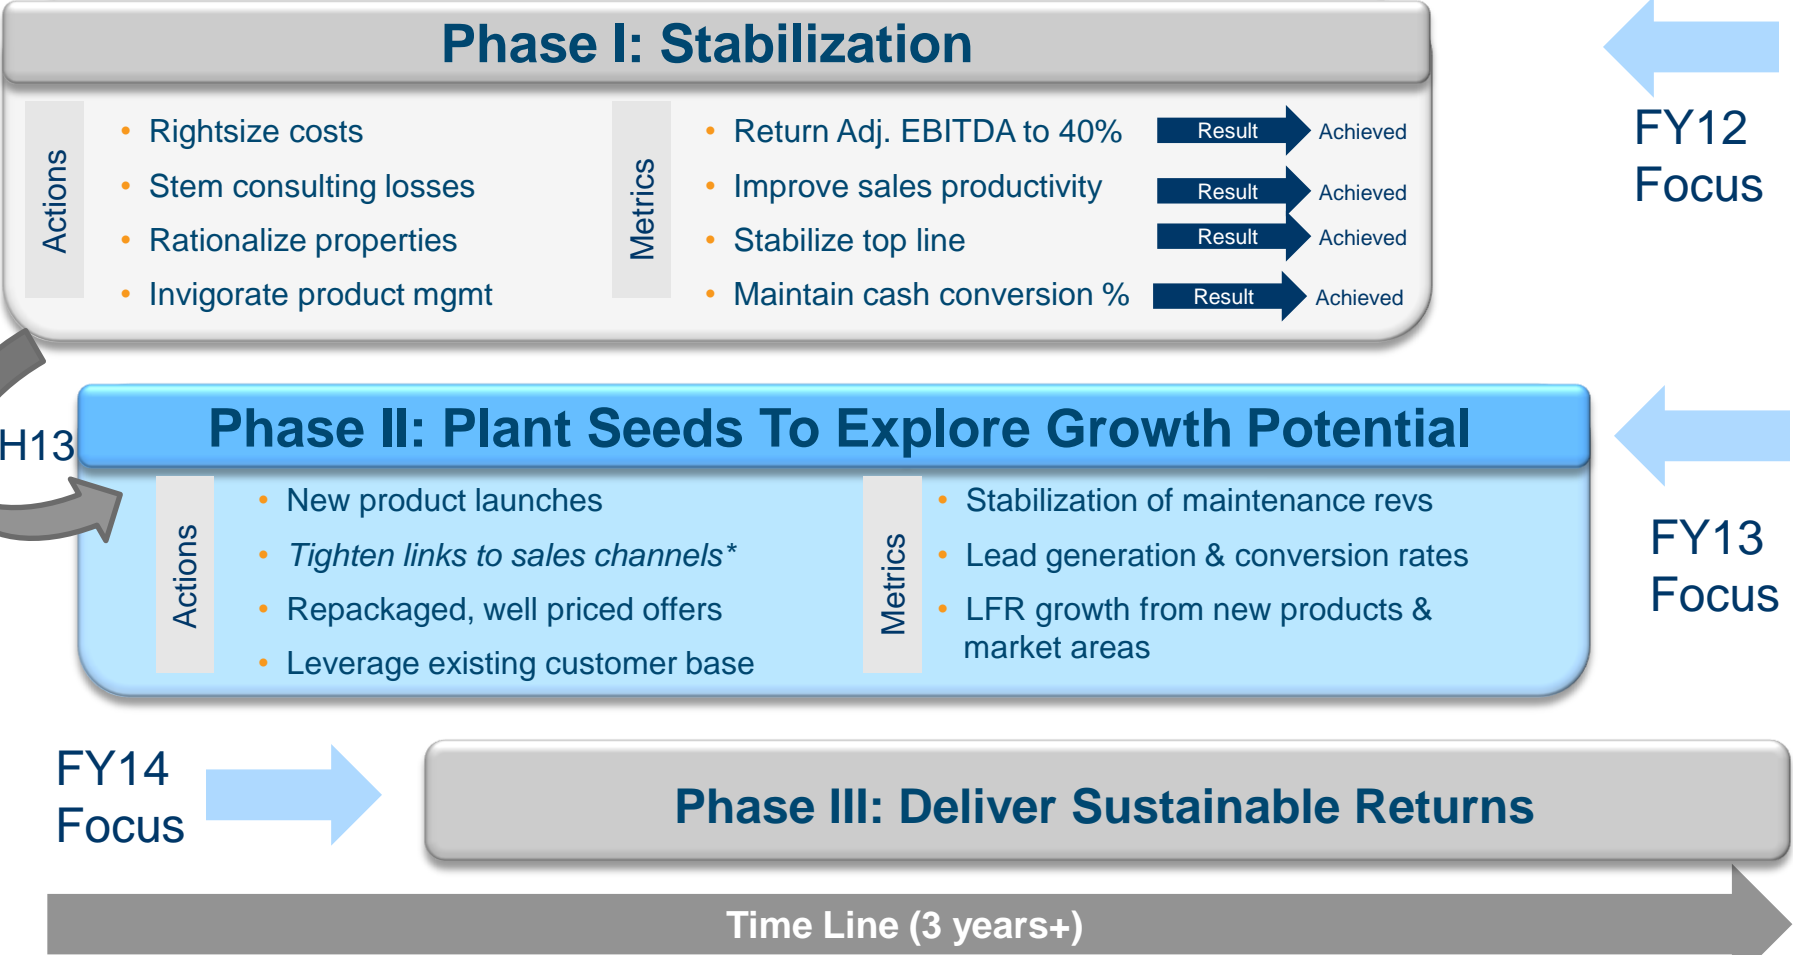 Phase I: Stabilization
Actions
• Rightsize costs
• Stem consulting losses
• Rationalize properties
• Invigorate product mgmt
Metrics
• Return Adj. EBITDA to 40%
Result
Achieved
• Improve sales productivity
Result
Achieved
• Stabilize top line
Result
Achieved
• Maintain cash conversion %
Result
Achieved
FY12
Focus
H13
Phase II: Plant Seeds To Explore Growth Potential
Actions
• New product launches
• Tighten links to sales channels*
• Repackaged, well priced offers
• Leverage existing customer base
Metrics
• Stabilization of maintenance revs
• Lead generation & conversion rates
• LFR growth from new products &
market areas
FY13
Focus
FY14
Focus
Phase III: Deliver Sustainable Returns
Time Line (3 years+)